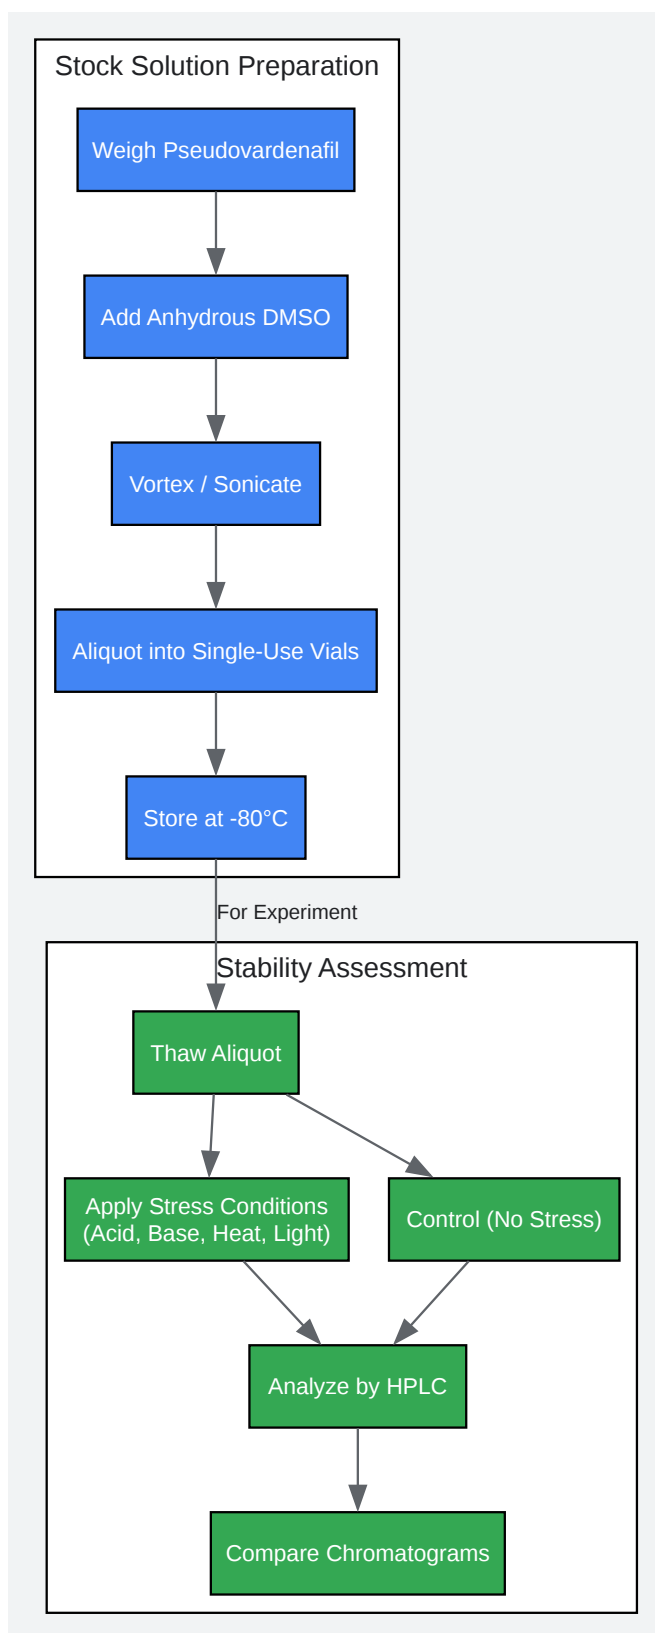 Stock Solution Preparation
Weigh Pseudovardenafil
Add Anhydrous DMSO
Vortex / Sonicate
Aliquot into Single-Use Vials
Store at -80°C
For Experiment
Stability Assessment
Thaw Aliquot
Apply Stress Conditions
(Acid, Base, Heat, Light)
Control (No Stress)
Analyze by HPLC
Compare Chromatograms